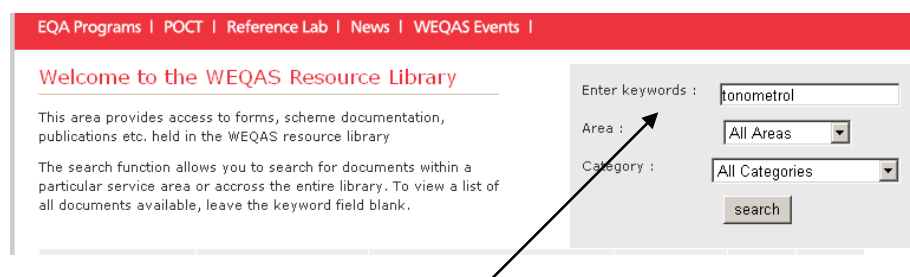 EQA Programs | POCT | Reference Lab | News | WEQAS Events |
Welcome to the WEQAS Resource Library
This area provides access to forms, scheme documentation,
publications etc. held in the WEQAS resource library
The search function allows you to search for documents within a
particular service area or accross the entire library. To view a list of
all documents available, leave the keyword field blank.
Enter keywords : tonometrol
Area : All Areas
Category : All Categories
search